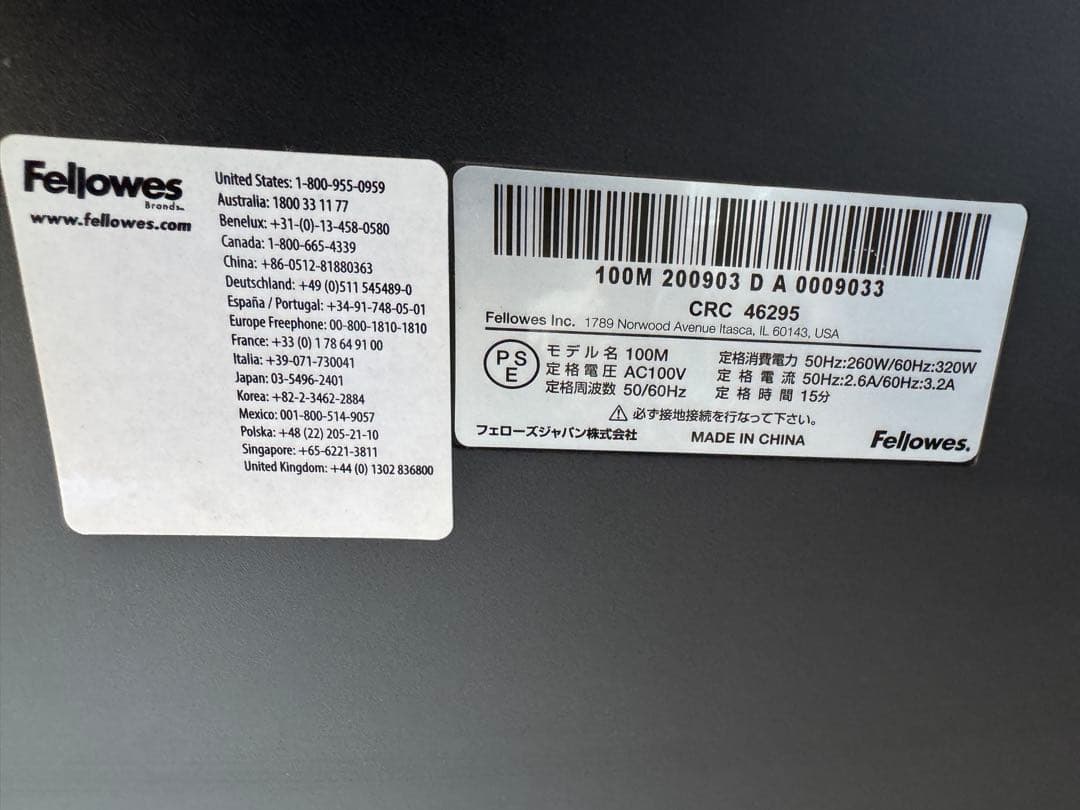 Fellowes
Brands™
www.fellowes.com
United States: 1-800-955-0959
Australia: 1800 33 11 77
Benelux: +31-(0)-13-458-0580
Canada: 1-800-665-4339
China: +86-0512-81880363
Deutschland: +49 (0)511 545489-0
España / Portugal: +34-91-748-05-01
Europe Freephone: 00-800-1810-1810
France: +33 (0) 1 78 64 91 00
Italia: +39-071-730041
Japan: 03-5496-2401
Korea: +82-2-3462-2884
Mexico: 001-800-514-9057
Polska: +48 (22) 205-21-10
Singapore: +65-6221-3811
United Kingdom: +44 (0) 1302 836800
100M 200903 D A 0009033
CRC 46295
Fellowes Inc. 1789 Norwood Avenue Itasca, IL 60143, USA
PS
E
モデル名 100M 定格消費電力 50Hz:260W/60Hz:320W
定格電圧 AC100V 定格電流 50Hz:2.6A/60Hz:3.2A
定格周波数 50/60Hz 定格時間 15分
⚠ 必ず接地接続を行なって下さい。
フェローズジャパン株式会社 MADE IN CHINA Fellowes.